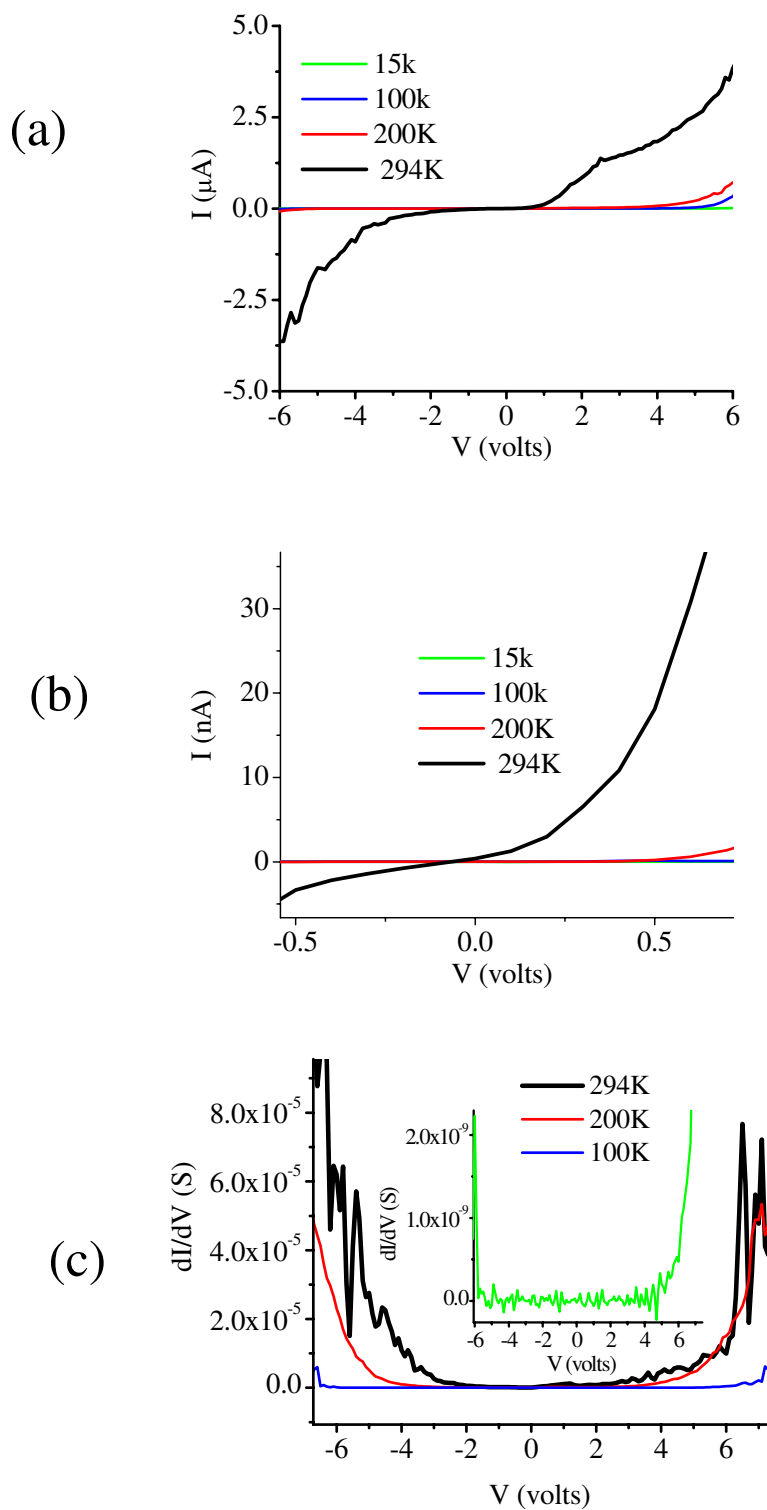 (a)
I (μA)
5.0
2.5
0.0
-2.5
-5.0
15k
100k
200K
294K
-6 -4 -2 0 2 4 6
V (volts)
(b)
I (nA)
30
20
10
0
15k
100k
200K
294K
-0.5 0.0 0.5
V (volts)
(c)
dI/dV (S)
8.0x10-5
6.0x10-5
4.0x10-5
2.0x10-5
0.0
294K
200K
100K
dI/dV (S)
2.0x10-9
1.0x10-9
0.0
-6 -4 -2 0 2 4 6
V (volts)
-6 -4 -2 0 2 4 6
V (volts)